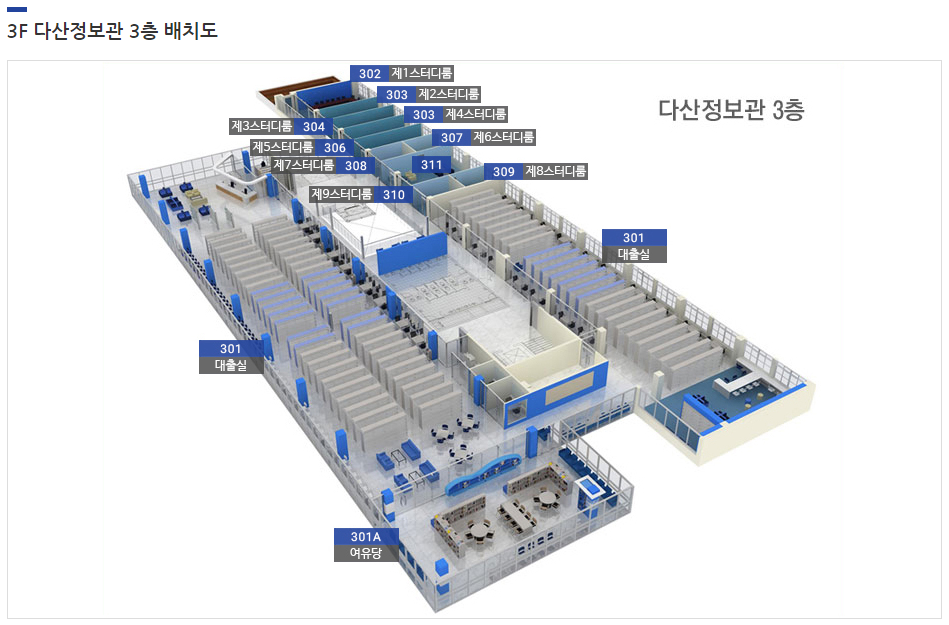 3F 다산정보관 3층 배치도
다산정보관 3층
302 제1스터디룸
303 제2스터디룸
303 제4스터디룸
제3스터디룸 304
307 제6스터디룸
제5스터디룸 306
제7스터디룸 308
311
309 제8스터디룸
제9스터디룸 310
301
대출실
301
대출실
301A
여유당